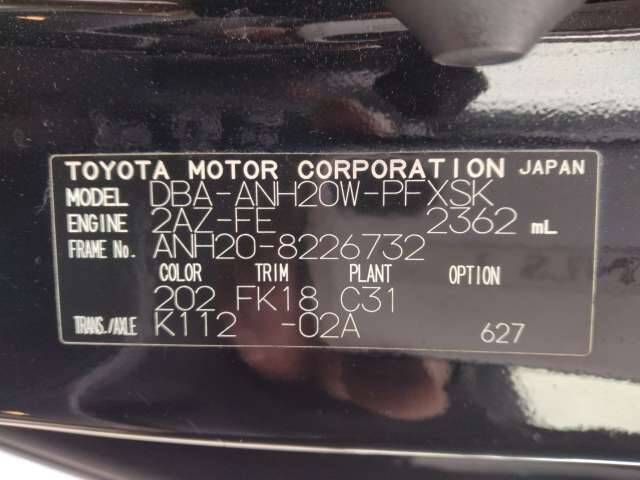 TOYOTA MOTOR CORPORATION JAPAN
MODEL DBA-ANH20W-PFXSK
ENGINE 2AZ-FE 2362 mL
FRAME No. ANH20-8226732
COLOR TRIM PLANT OPTION
202 FK18 C31
TRANS./AXLE K112 -02A 627